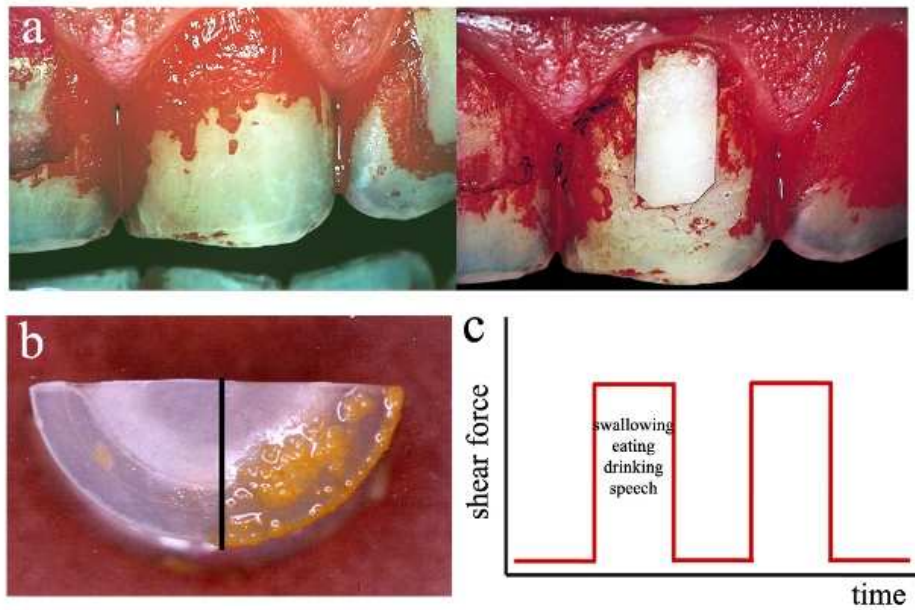 a
b
c
shear force
swallowing
eating
drinking
speech
time